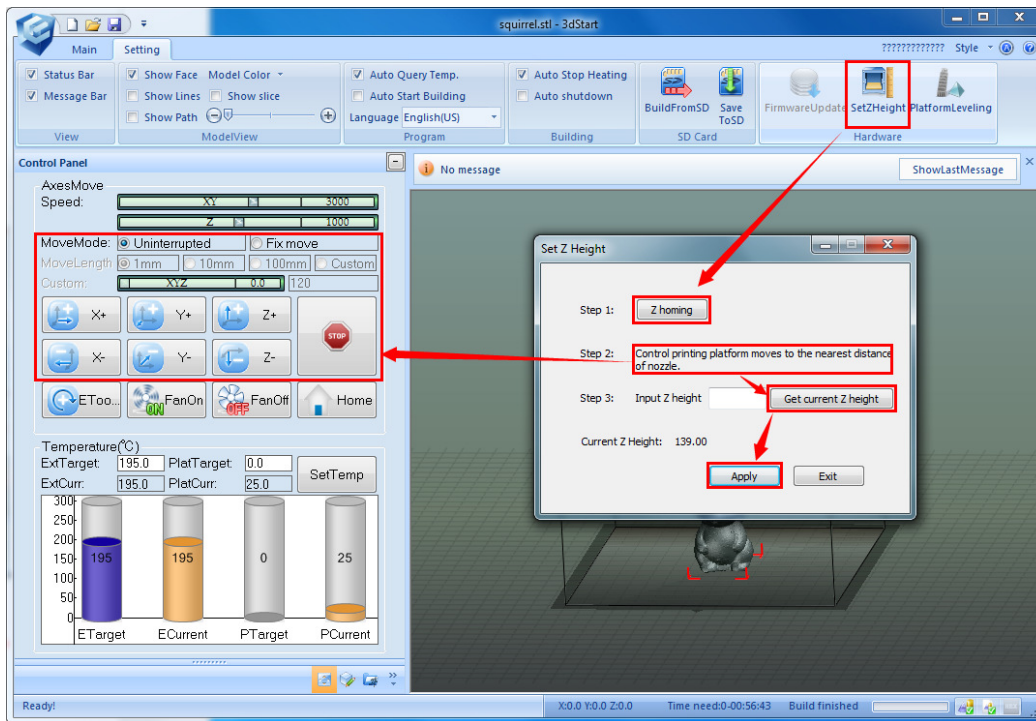 squirrel.stl - 3dStart
Main Setting ????????????? Style
Status Bar
Message Bar
View
Show Face Model Color
Show Lines Show slice
Show Path
ModelView
Auto Query Temp.
Auto Start Building
Language English(US)
Program
Auto Stop Heating
Auto shutdown
Building
BuildFromSD Save ToSD
SD Card
FirmwareUpdate SetZHeight PlatformLeveling
Hardware
Control Panel
No message ShowLastMessage
AxesMove
Speed: XY 3000
Z 1000
MoveMode: Uninterrupted Fix move
MoveLength 1mm 10mm 100mm Custom
Custom: XYZ 0.0 120
X+ Y+ Z+
STOP
X- Y- Z-
EToo... ON FanOn OFF FanOff Home
Temperature(℃)
ExtTarget: 195.0 PlatTarget: 0.0
SetTemp
ExtCurr: 195.0 PlatCurr: 25.0
300
250
200
150
100
50
0
195 195 0 25
ETarget ECurrent PTarget PCurrent
Set Z Height
Step 1: Z homing
Step 2: Control printing platform moves to the nearest distance
of nozzle.
Step 3: Input Z height Get current Z height
Current Z Height: 139.00
Apply Exit
Ready! X:0.0 Y:0.0 Z:0.0 Time need:0-00:56:43 Build finished